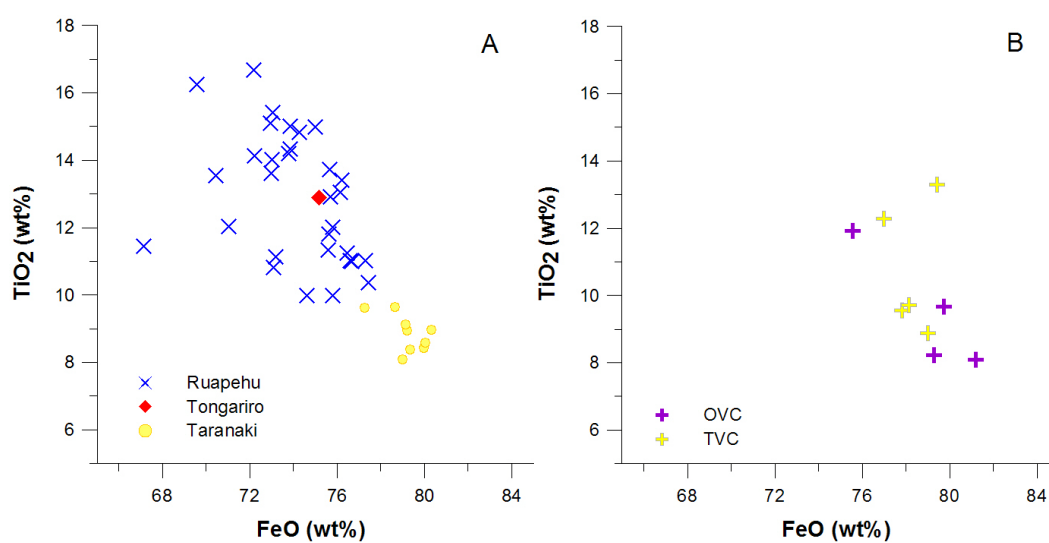 A
TiO2 (wt%)
18
16
14
12
10
8
6
Ruapehu
Tongariro
Taranaki
68
72
76
80
84
FeO (wt%)
B
TiO2 (wt%)
18
16
14
12
10
8
6
OVC
TVC
68
72
76
80
84
FeO (wt%)